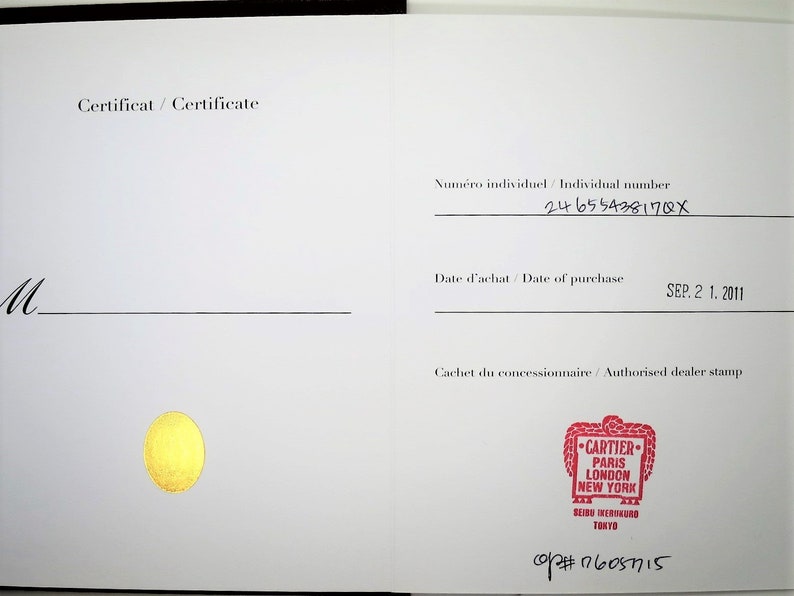 Certificat / Certificate
Numéro individuel / Individual number
2465543817QX
Date d'achat / Date of purchase
SEP. 2 1. 2011
M
Cachet du concessionnaire / Authorised dealer stamp
CARTIER
PARIS
LONDON
NEW YORK
SEIBU IKEBUKURO
TOKYO
op# 7605715